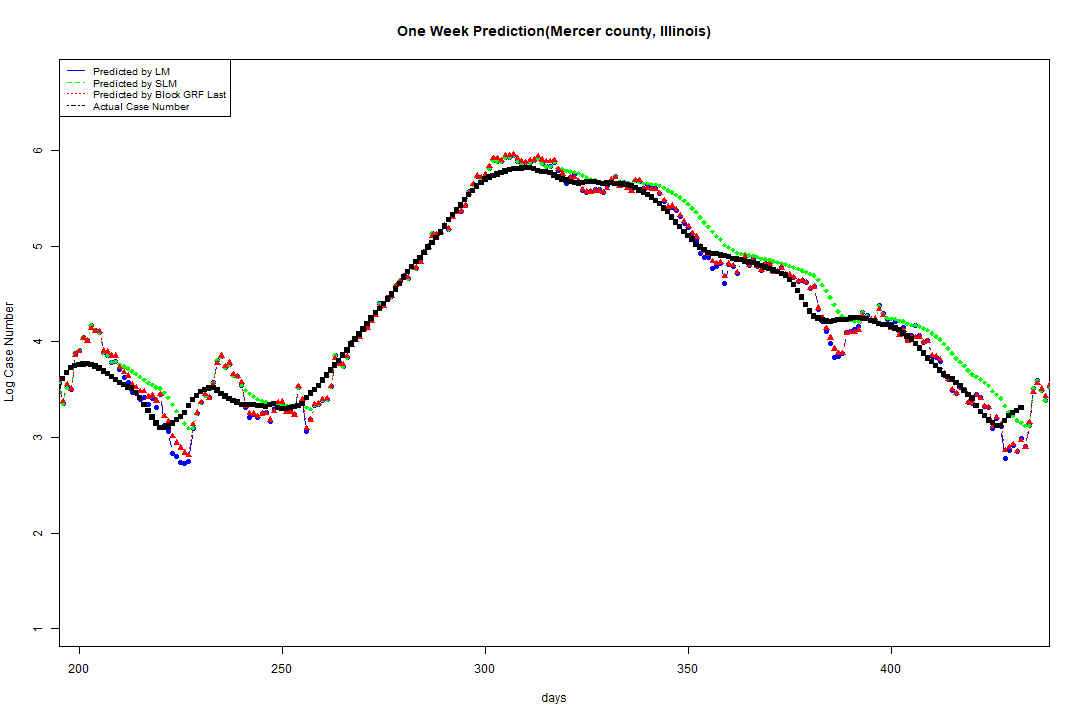 One Week Prediction(Mercer county, Illinois)
Predicted by LM
Predicted by SLM
Predicted by Block GRF Last
Actual Case Number
6
5
4
3
2
1
Log Case Number
200 250 300 350 400
days